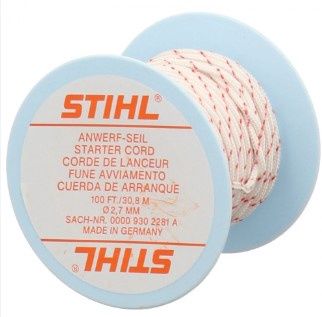 STIHL®
ANWERF-SEIL
STARTER CORD
CORDE DE LANCEUR
FUNE AVVIAMENTO
CUERDA DE ARRANQUE
100 FT/30,8 M
Ø 2,7 MM
SACH-NR. 0000 930 2281 A
MADE IN GERMANY
STIHL®